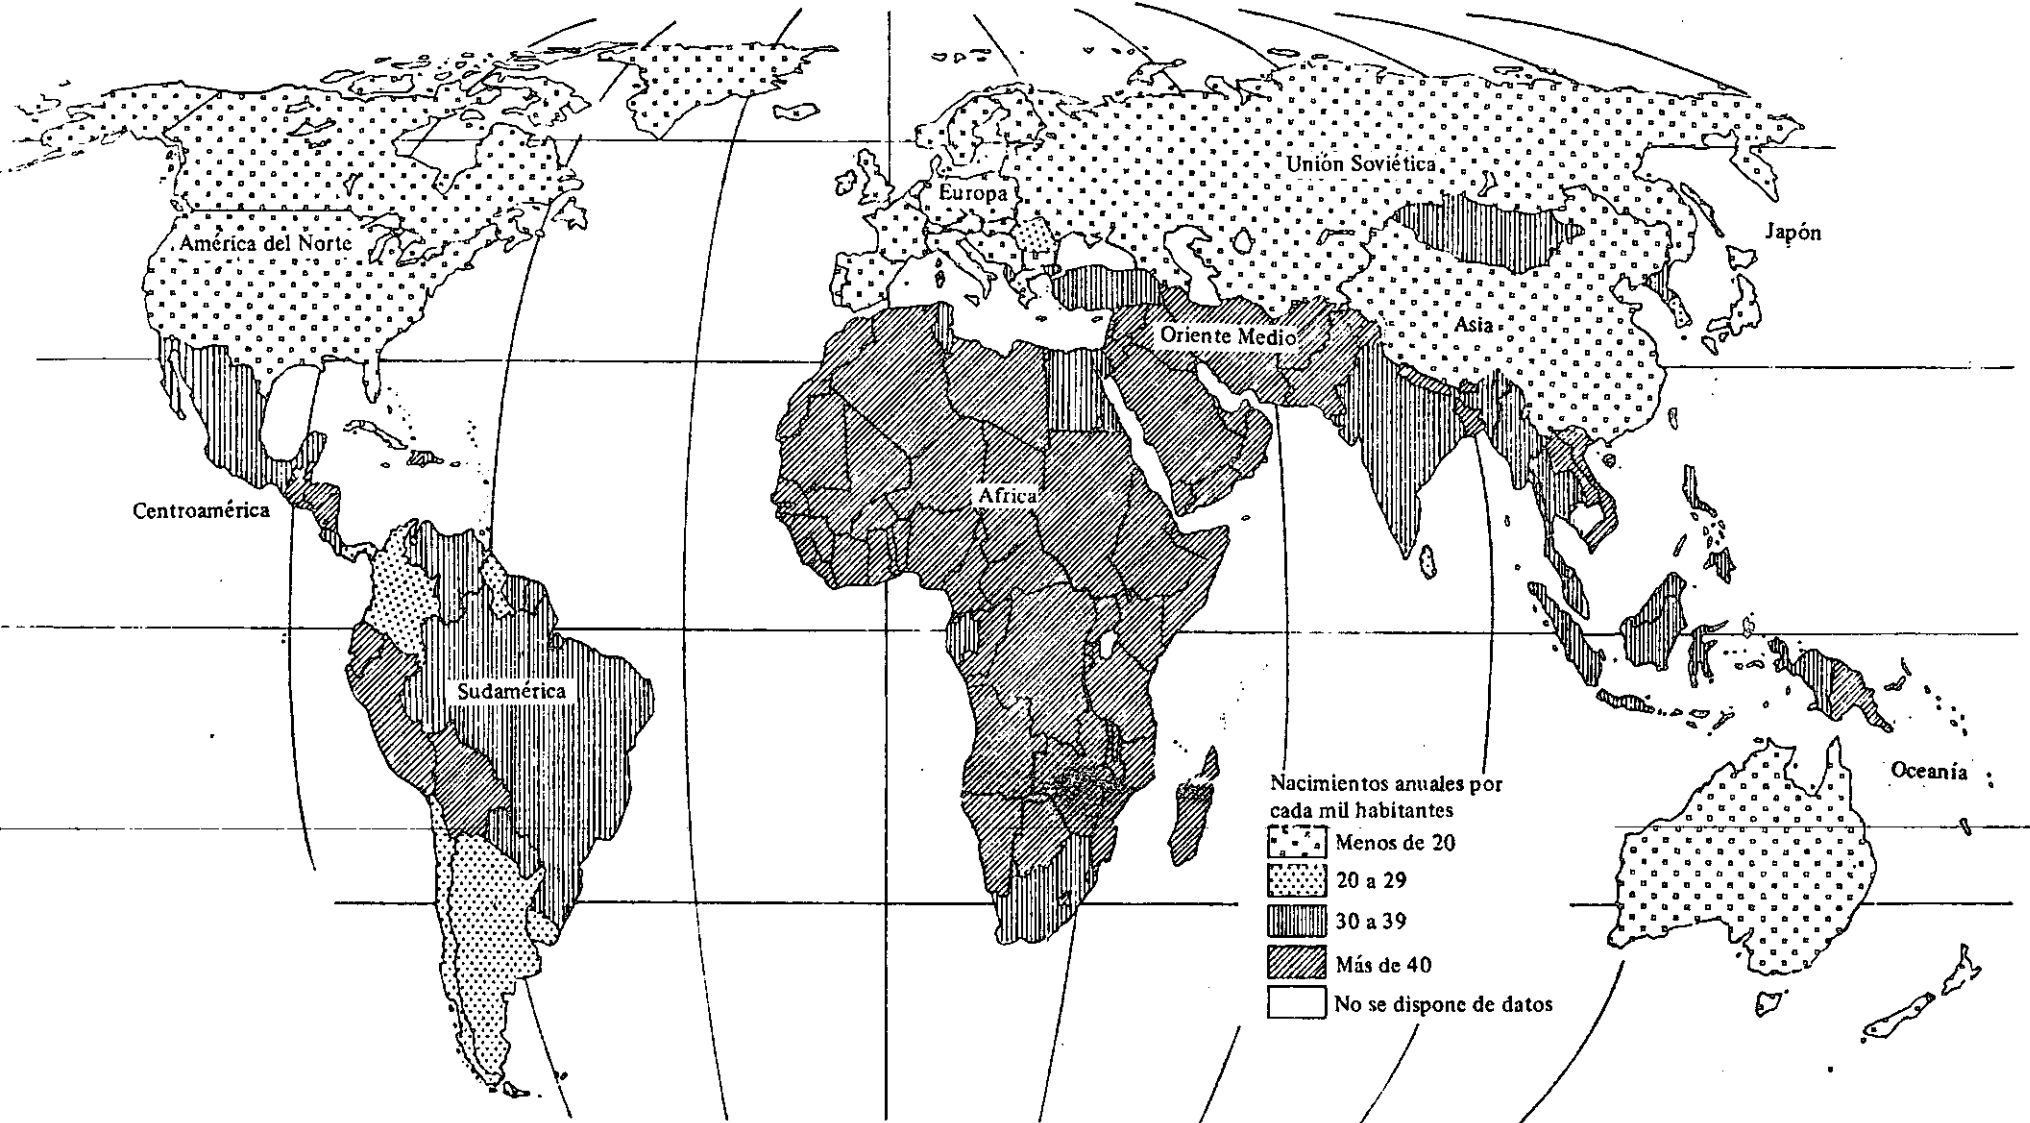 Unión Soviética
Europa
América del Norte
Japón
Asia
Oriente Medio
Africa
Centroamérica
Sudamérica
Oceanía
Nacimientos anuales por
cada mil habitantes
Menos de 20
20 a 29
30 a 39
Más de 40
No se dispone de datos